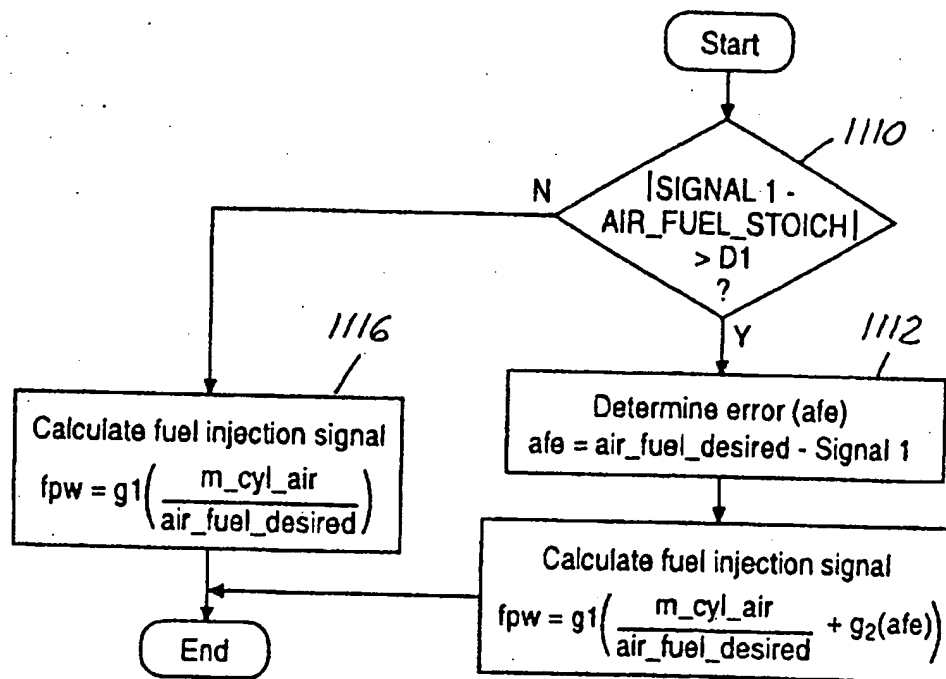 Start
1110
|SIGNAL 1 -
AIR_FUEL_STOICH|
> D1
?
N
Y
1116
1112
Calculate fuel injection signal
fpw = g1(m_cyl_air
air_fuel_desired)
Determine error (afe)
afe = air_fuel_desired - Signal 1
Calculate fuel injection signal
fpw = g1(m_cyl_air
air_fuel_desired + g₂(afe))
End